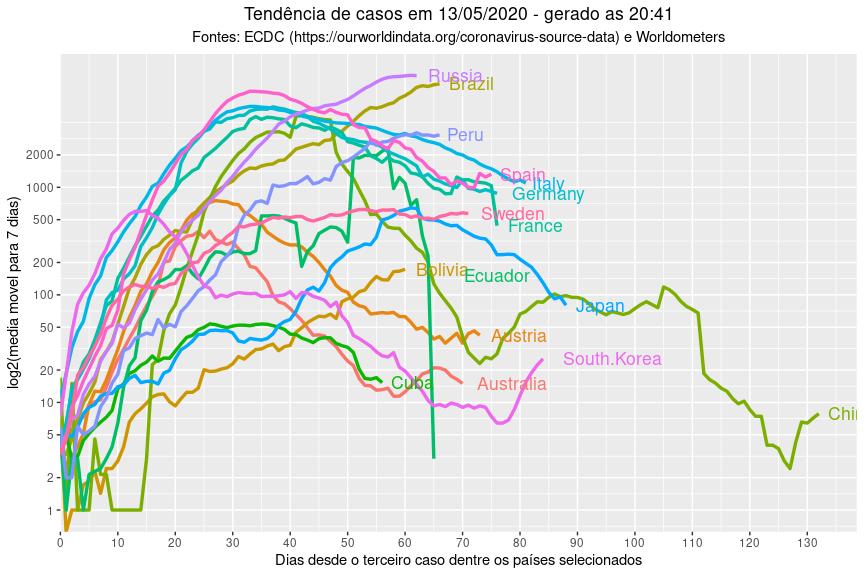 Tendência de casos em 13/05/2020 - gerado as 20:41
Fontes: ECDC (https://ourworldindata.org/coronavirus-source-data) e Worldometers
Russia
Brazil
Peru
Spain
Italy
Germany
Sweden
France
Bolivia
Ecuador
Japan
Austria
South.Korea
Cuba
Australia
Chi
log2(media movel para 7 dias)
2000
1000
500
200
100
50
20
10
5
2
1
0 10 20 30 40 50 60 70 80 90 100 110 120 130
Dias desde o terceiro caso dentre os países selecionados